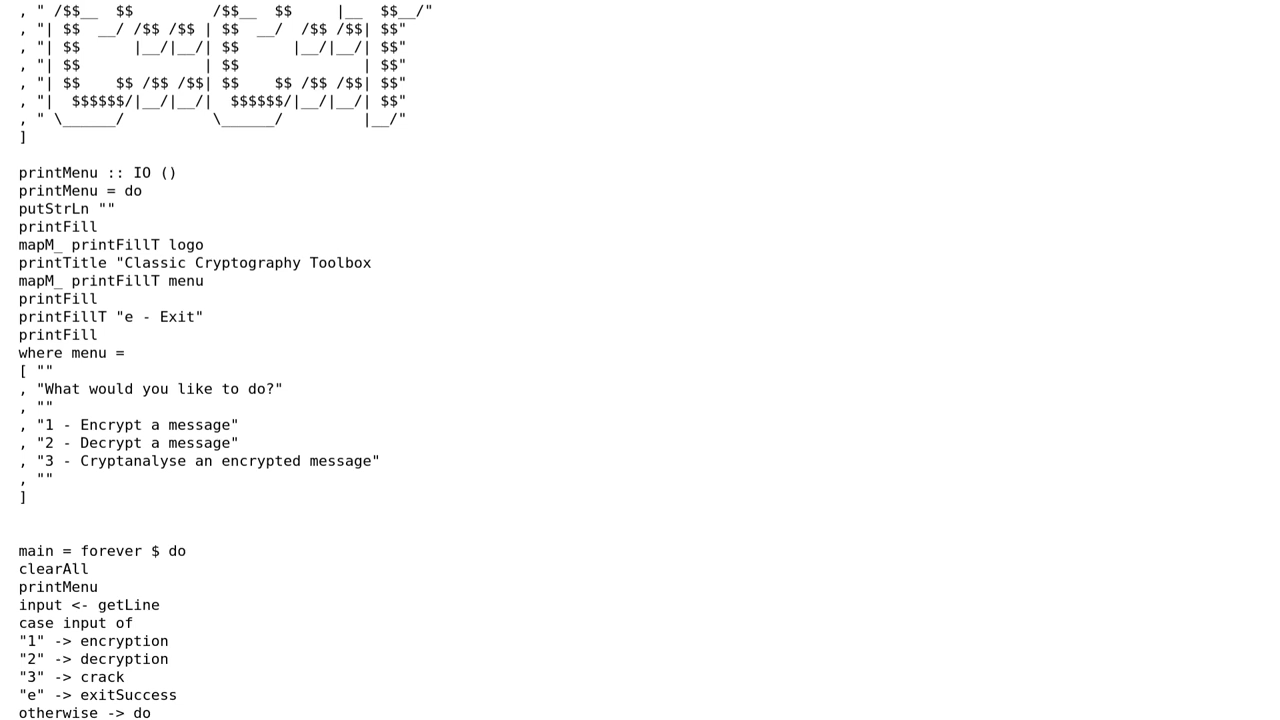 , " /$$__  $$         /$$__  $$     |__  $$__/"
, "| $$  __/ /$$ /$$ | $$  __/  /$$ /$$| $$"
, "| $$      |__/|__/| $$      |__/|__/| $$"
, "| $$              | $$              | $$"
, "| $$    $$ /$$ /$$| $$    $$ /$$ /$$| $$"
, "|  $$$$$$/|__/|__/|  $$$$$$/|__/|__/| $$"
, " \______/          \______/         |__/"
]

printMenu :: IO ()
printMenu = do
putStrLn ""
printFill
mapM_ printFillT logo
printTitle "Classic Cryptography Toolbox
mapM_ printFillT menu
printFill
printFillT "e - Exit"
printFill
where menu =
[ ""
, "What would you like to do?"
, ""
, "1 - Encrypt a message"
, "2 - Decrypt a message"
, "3 - Cryptanalyse an encrypted message"
, ""
]

main = forever $ do
clearAll
printMenu
input <- getLine
case input of
"1" -> encryption
"2" -> decryption
"3" -> crack
"e" -> exitSuccess
otherwise -> do